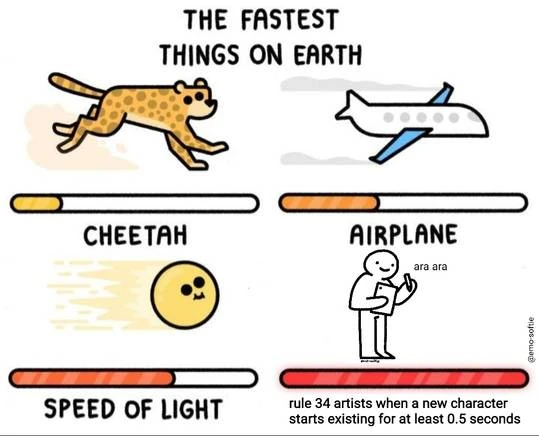 THE FASTEST
THINGS ON EARTH
CHEETAH
AIRPLANE
ara ara
@emo-softie
SPEED OF LIGHT
rule 34 artists when a new character
starts existing for at least 0.5 seconds